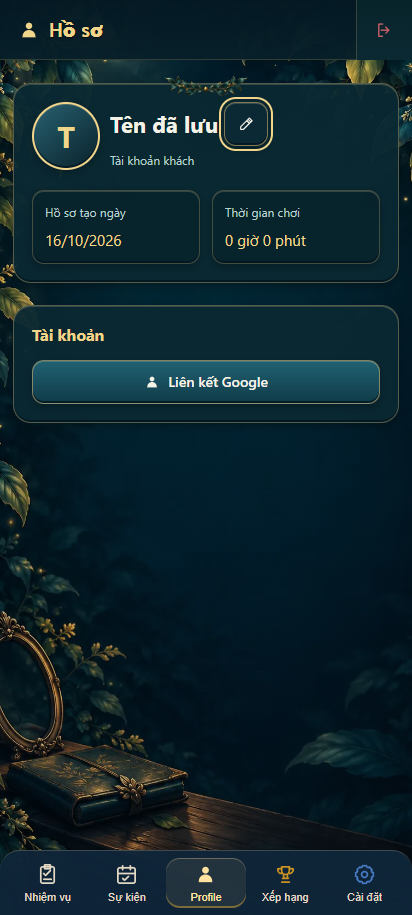 Hồ sơ
T
Tên đã lưu
Tài khoản khách
Hồ sơ tạo ngày
16/10/2026
Thời gian chơi
0 giờ 0 phút
Tài khoản
Liên kết Google
Nhiệm vụ
Sự kiện
Profile
Xếp hạng
Cài đặt